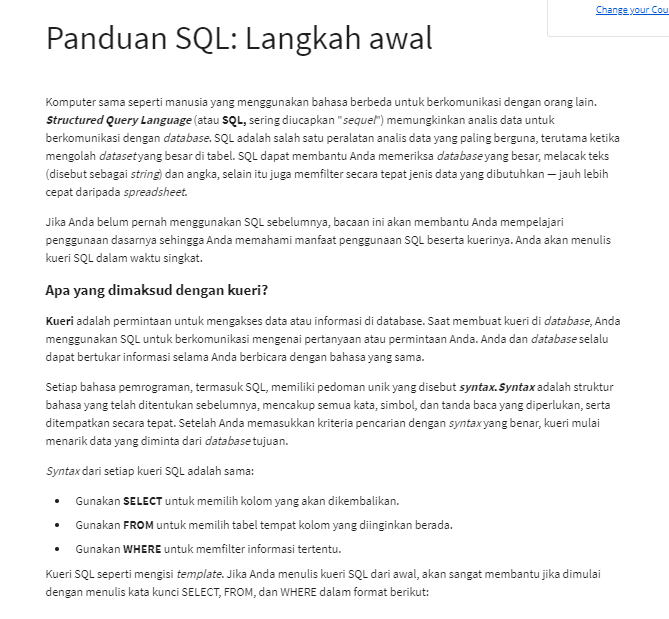 Change your Cou
Panduan SQL: Langkah awal
Komputer sama seperti manusia yang menggunakan bahasa berbeda untuk berkomunikasi dengan orang lain.
Structured Query Language (atau SQL, sering diucapkan "sequel") memungkinkan analis data untuk
berkomunikasi dengan database. SQL adalah salah satu peralatan analis data yang paling berguna, terutama ketika
mengolah dataset yang besar di tabel. SQL dapat membantu Anda memeriksa database yang besar, melacak teks
(disebut sebagai string) dan angka, selain itu juga memfilter secara tepat jenis data yang dibutuhkan — jauh lebih
cepat daripada spreadsheet.
Jika Anda belum pernah menggunakan SQL sebelumnya, bacaan ini akan membantu Anda mempelajari
penggunaan dasarnya sehingga Anda memahami manfaat penggunaan SQL beserta kuerinya. Anda akan menulis
kueri SQL dalam waktu singkat.
Apa yang dimaksud dengan kueri?
Kueri adalah permintaan untuk mengakses data atau informasi di database. Saat membuat kueri di database, Anda
menggunakan SQL untuk berkomunikasi mengenai pertanyaan atau permintaan Anda. Anda dan database selalu
dapat bertukar informasi selama Anda berbicara dengan bahasa yang sama.
Setiap bahasa pemrograman, termasuk SQL, memiliki pedoman unik yang disebut syntax. Syntax adalah struktur
bahasa yang telah ditentukan sebelumnya, mencakup semua kata, simbol, dan tanda baca yang diperlukan, serta
ditempatkan secara tepat. Setelah Anda memasukkan kriteria pencarian dengan syntax yang benar, kueri mulai
menarik data yang diminta dari database tujuan.
Syntax dari setiap kueri SQL adalah sama:
• Gunakan SELECT untuk memilih kolom yang akan dikembalikan.
• Gunakan FROM untuk memilih tabel tempat kolom yang diinginkan berada.
• Gunakan WHERE untuk memfilter informasi tertentu.
Kueri SQL seperti mengisi template. Jika Anda menulis kueri SQL dari awal, akan sangat membantu jika dimulai
dengan menulis kata kunci SELECT, FROM, dan WHERE dalam format berikut: